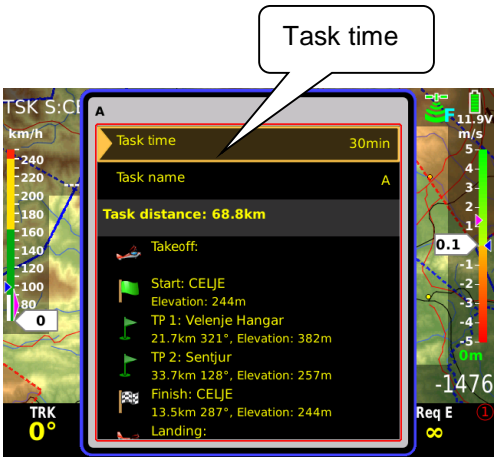 Task time
TSK S:CE
A
11.9V
km/h
m/s
Task time
30min
Task name
A
Task distance: 68.8km
Takeoff:
Start: CELJE
Elevation: 244m
TP 1: Velenje Hangar
21.7km 321°, Elevation: 382m
TP 2: Sentjur
33.7km 128°, Elevation: 257m
Finish: CELJE
13.5km 287°, Elevation: 244m
Landing:
240
220
200
180
160
140
120
100
80
0
F
5
4
3
2
1
0.1
-1
-2
-3
-4
-5
0m
-1476
TRK
0°
Req E
1
∞